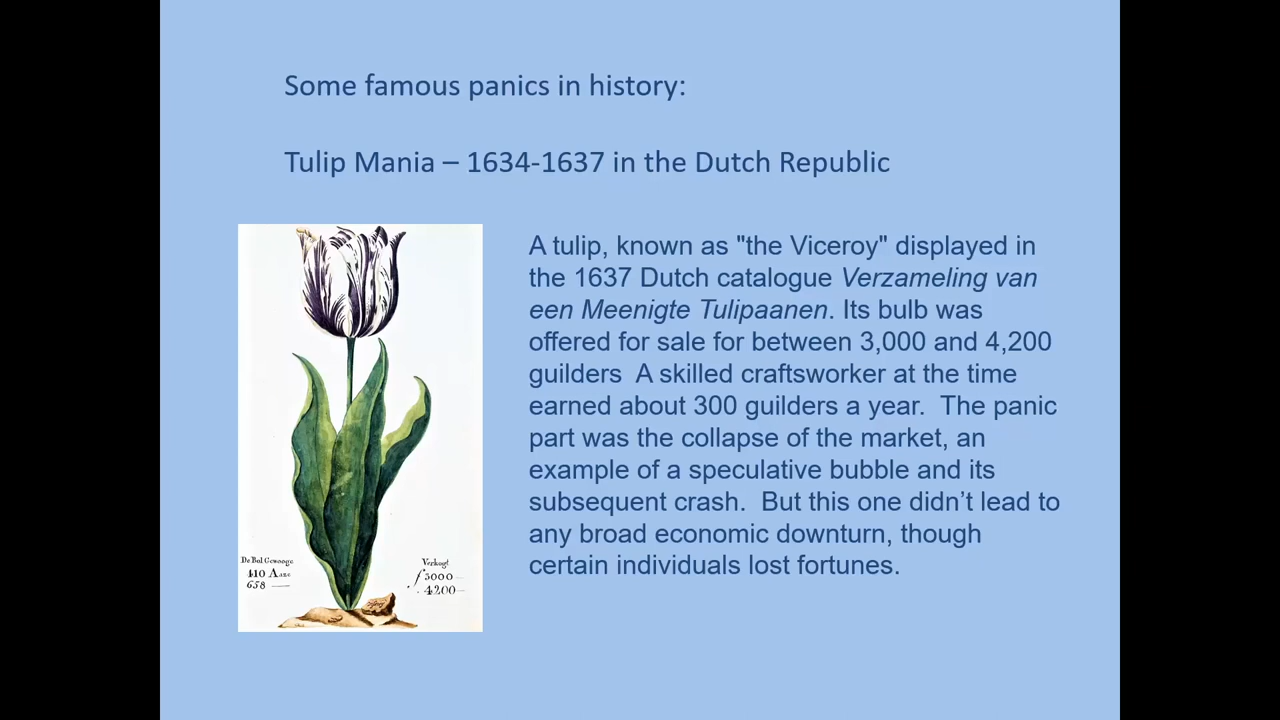 Some famous panics in history:
Tulip Mania – 1634-1637 in the Dutch Republic
A tulip, known as "the Viceroy" displayed in
the 1637 Dutch catalogue Verzameling van
een Meenigte Tulipaanen. Its bulb was
offered for sale for between 3,000 and 4,200
guilders  A skilled craftsworker at the time
earned about 300 guilders a year.  The panic
part was the collapse of the market, an
example of a speculative bubble and its
subsequent crash.  But this one didn’t lead to
any broad economic downturn, though
certain individuals lost fortunes.
De Bol Gewooge
410 Aaze
658
Verkogt
ƒ 3000
4200